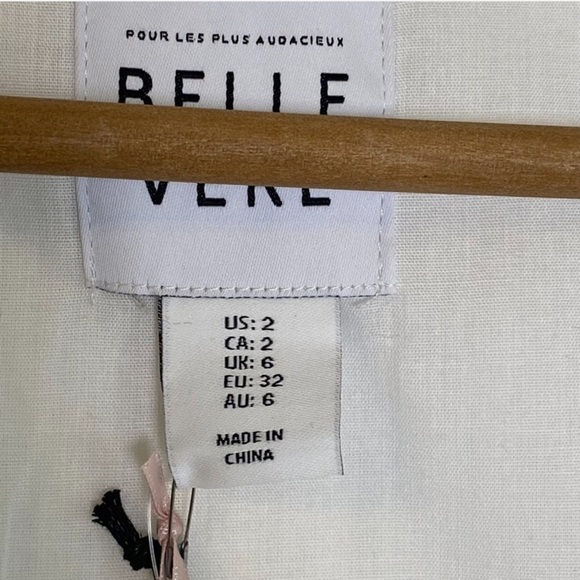 POUR LES PLUS AUDACIEUX
BELLE
VERE
US: 2
CA: 2
UK: 6
EU: 32
AU: 6
MADE IN
CHINA